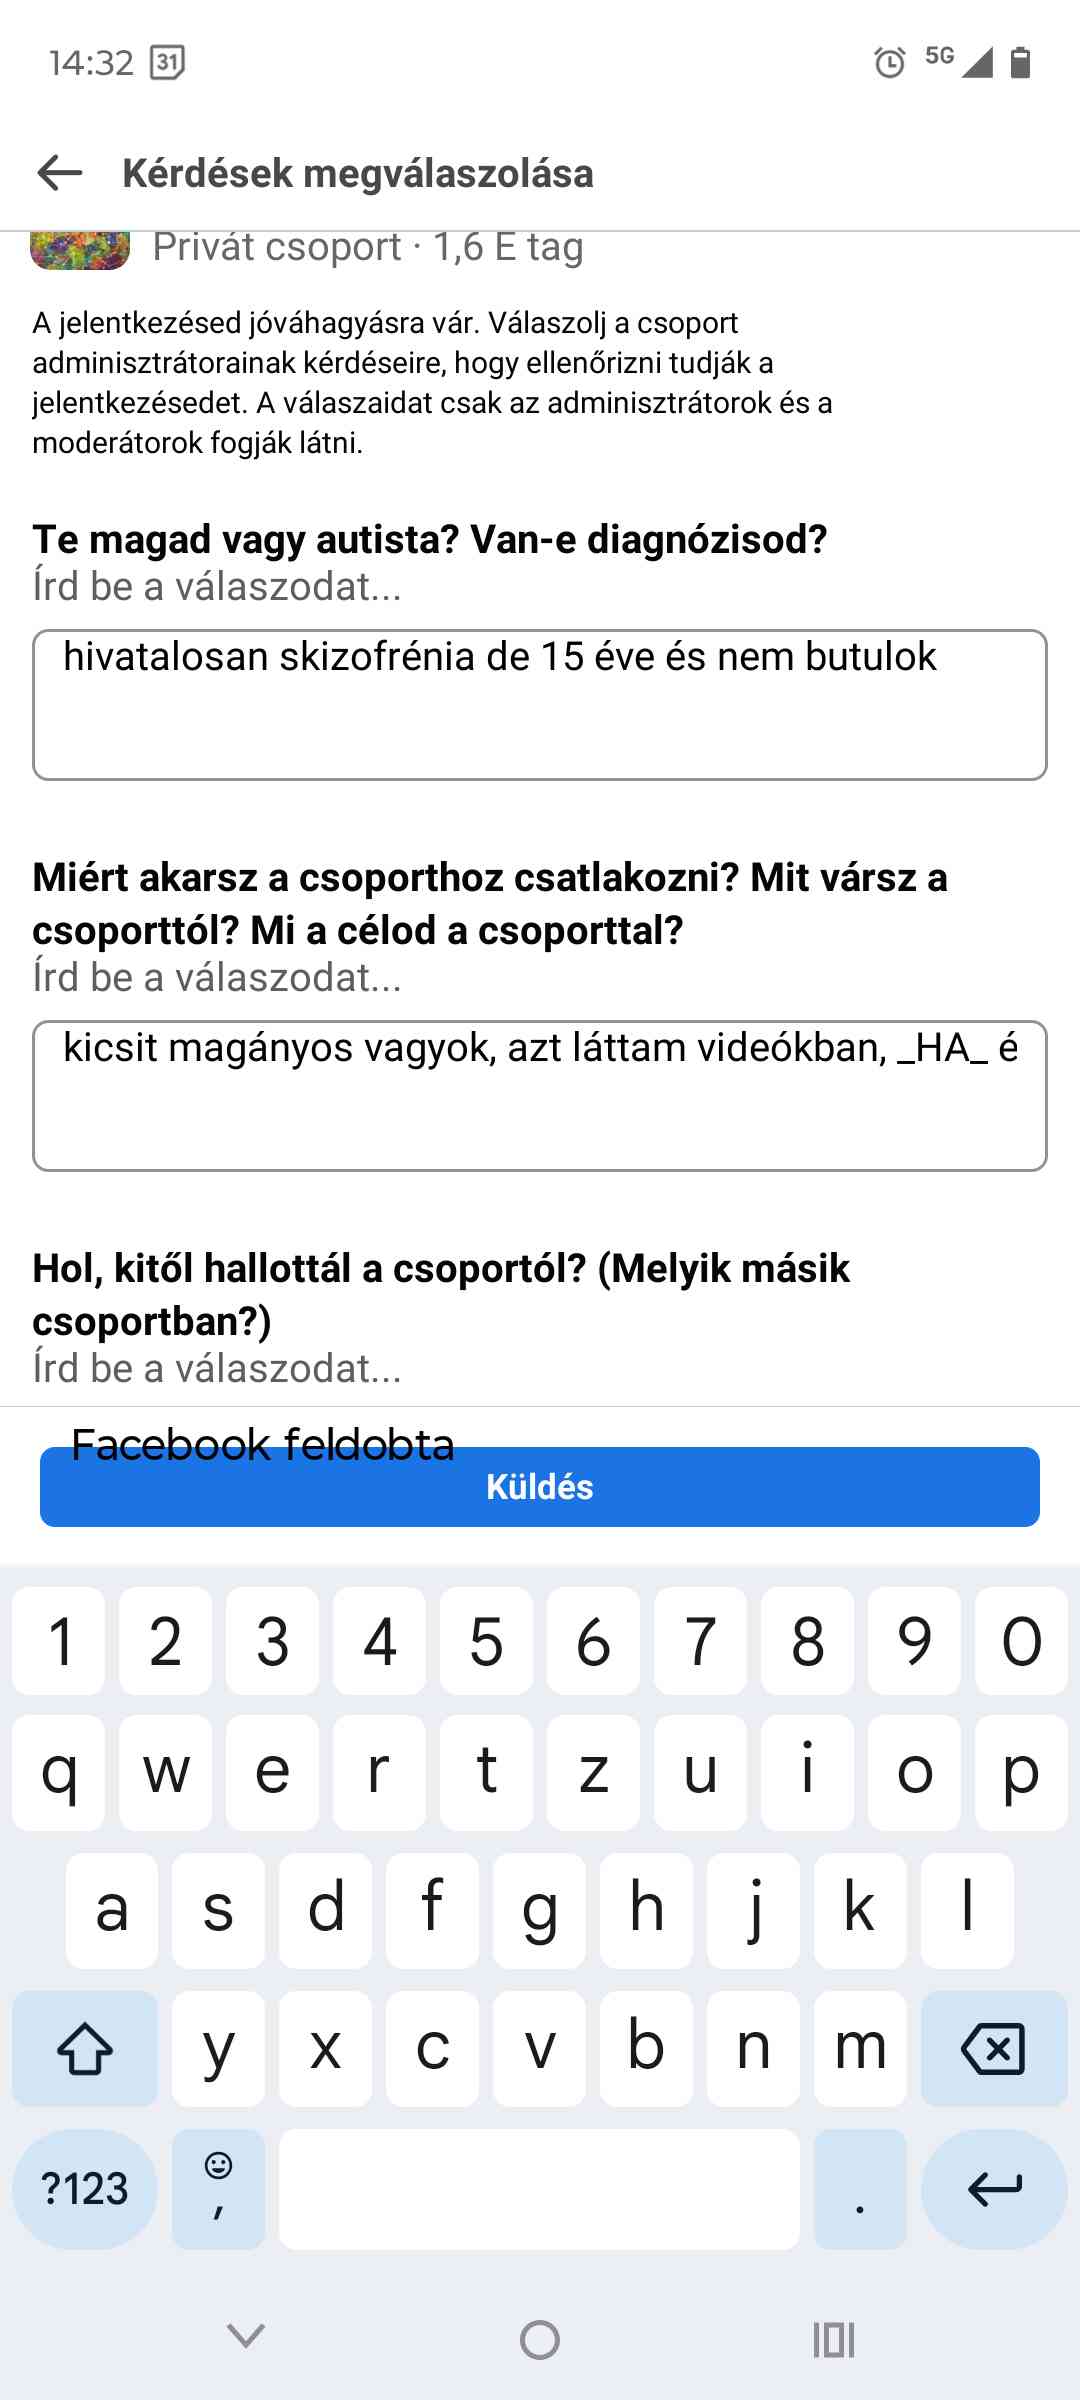 14:32 31 5G
Kérdések megválaszolása
Privát csoport · 1,6 E tag
A jelentkezésed jóváhagyásra vár. Válaszolj a csoport
adminisztrátorainak kérdéseire, hogy ellenőrizni tudják a
jelentkezésedet. A válaszaidat csak az adminisztrátorok és a
moderátorok fogják látni.
Te magad vagy autista? Van-e diagnózisod?
Írd be a válaszodat...
hivatalosan skizofrénia de 15 éve és nem butulok
Miért akarsz a csoporthoz csatlakozni? Mit vársz a
csoporttól? Mi a célod a csoporttal?
Írd be a válaszodat...
kicsit magányos vagyok, azt láttam videókban, _HA_ é
Hol, kitől hallottál a csoportól? (Melyik másik
csoportban?)
Írd be a válaszodat...
Facebook feldobta
Küldés
1 2 3 4 5 6 7 8 9 0
q w e r t z u i o p
a s d f g h j k l
y x c v b n m
?123 , .